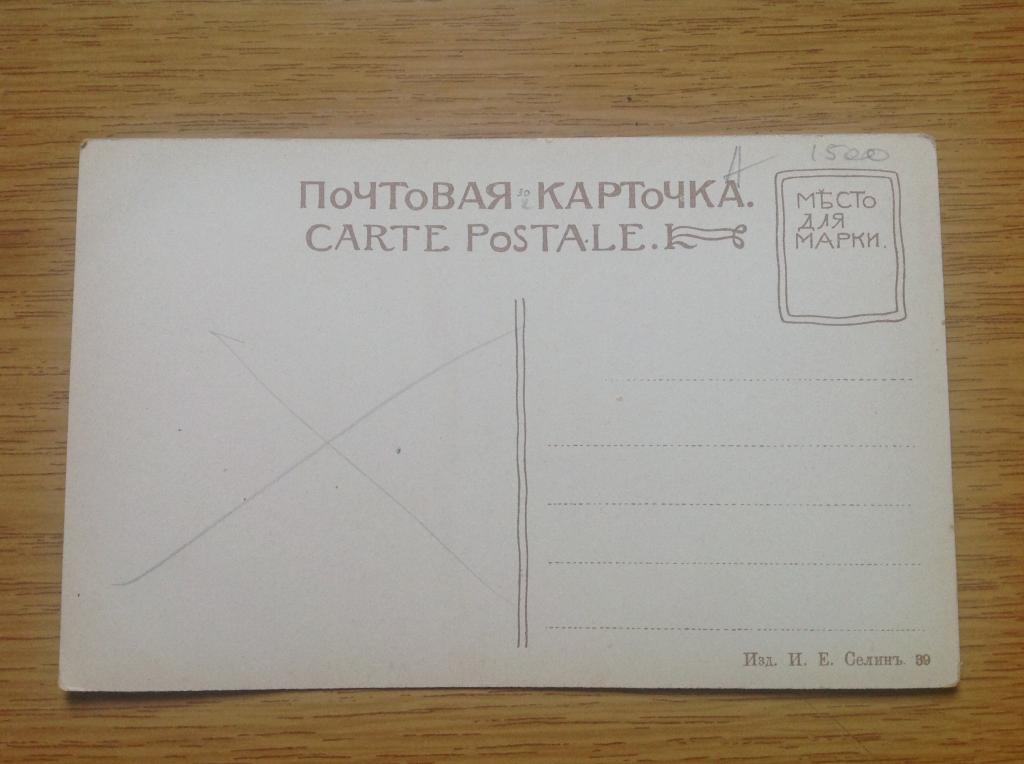 А 1500
ПОЧТОВАЯ КАРТОЧКА.
CARTE POSTALE.
МѢСТО
ДЛЯ
МАРКИ.
Изд. И. Е. Селинъ. 39